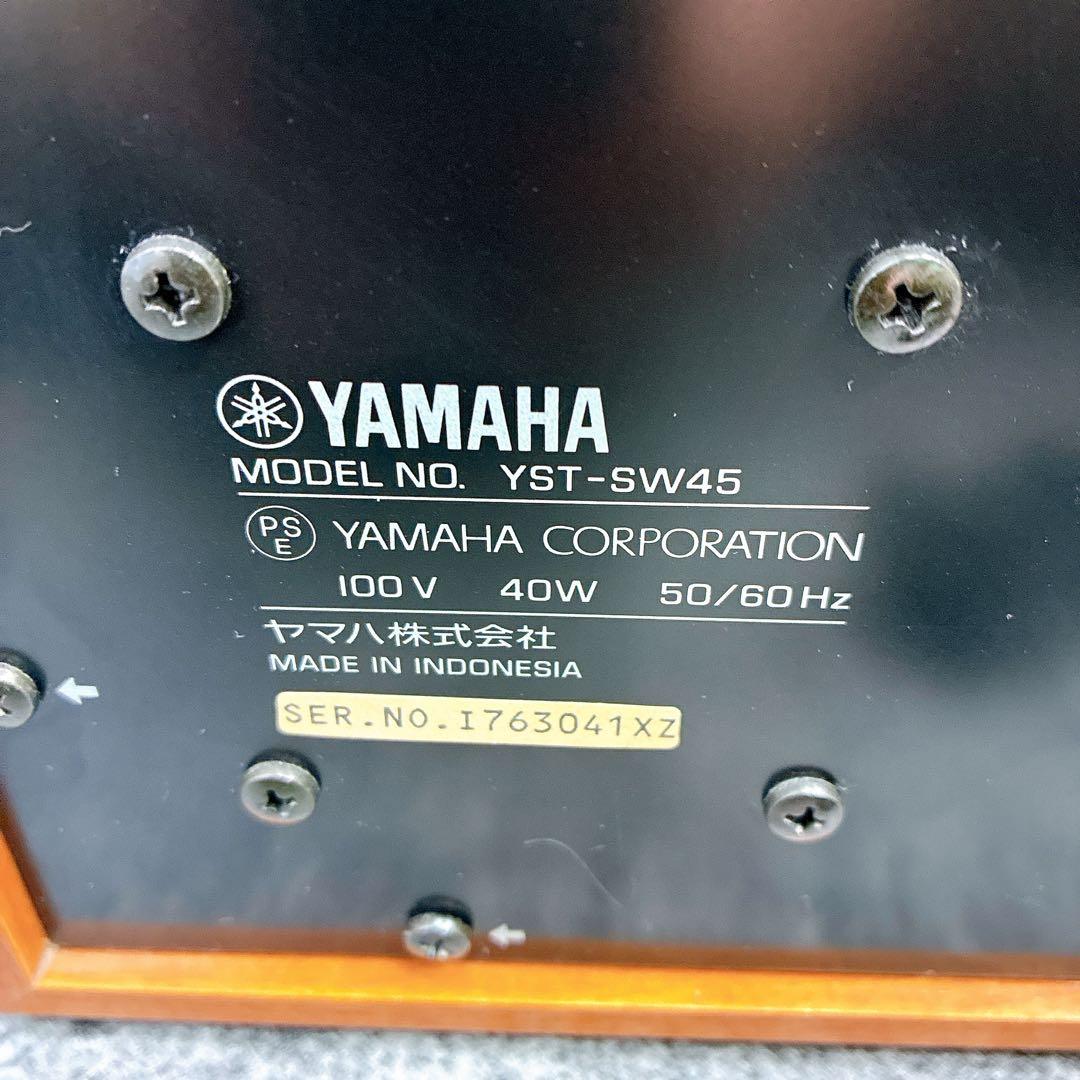 YAMAHA
MODEL NO. YST-SW45
PSE YAMAHA CORPORATION
100V 40W 50/60Hz
ヤマハ株式会社
MADE IN INDONESIA
SER.NO.I763041XZ